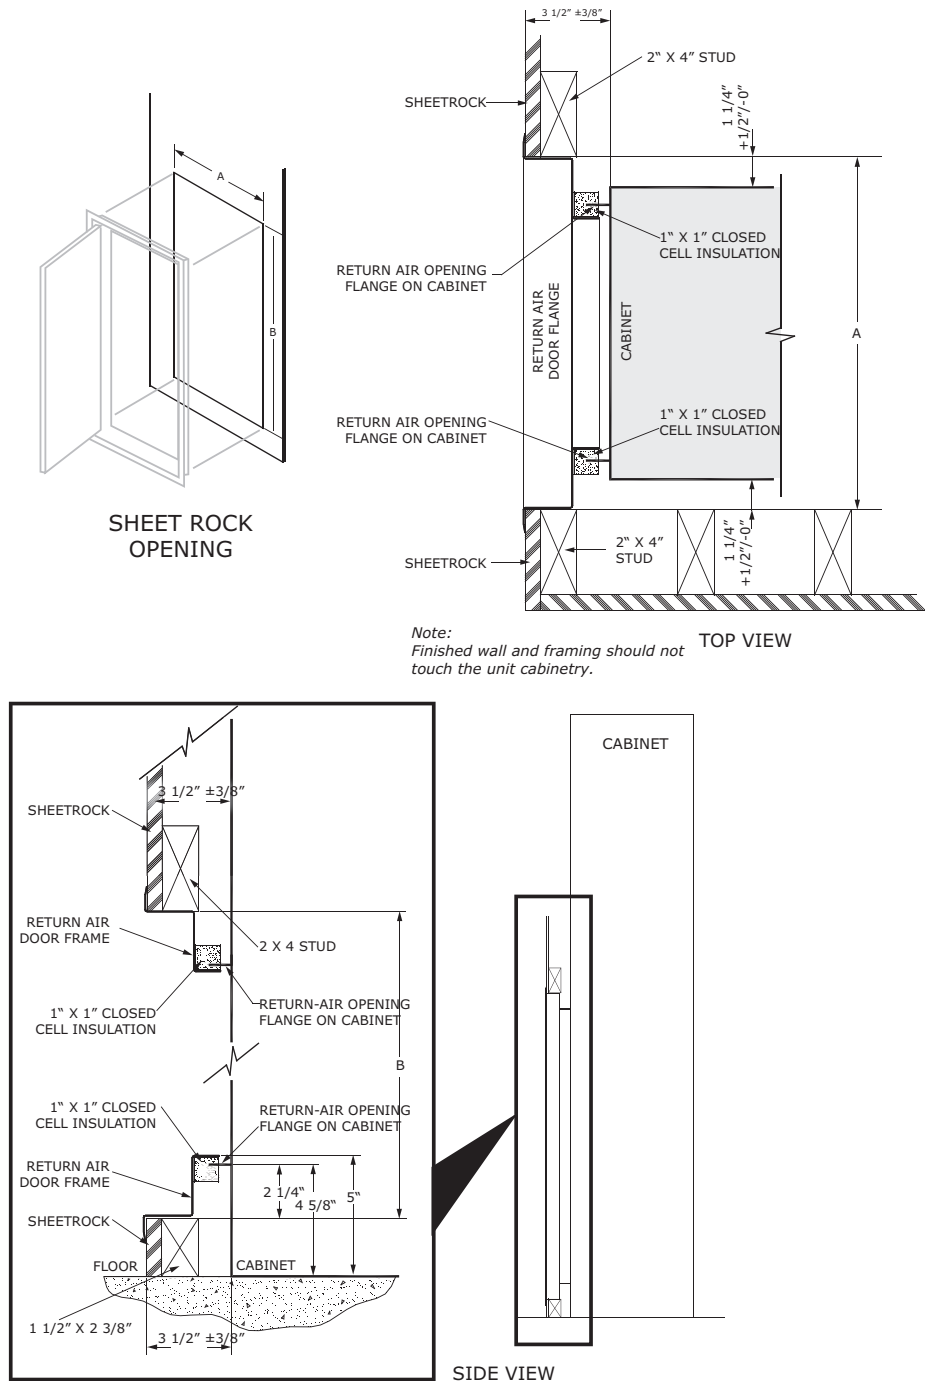 3 1/2” ±3/8”
2“ X 4” STUD
SHEETROCK
1 1/4”
+1/2”/-0”
A
1“ X 1” CLOSED
CELL INSULATION
RETURN AIR OPENING
FLANGE ON CABINET
RETURN AIR
DOOR FLANGE
CABINET
A
B
1“ X 1” CLOSED
CELL INSULATION
RETURN AIR OPENING
FLANGE ON CABINET
SHEET ROCK
OPENING
2“ X 4”
STUD
1 1/4”
+1/2”/-0”
SHEETROCK
Note:
Finished wall and framing should not
touch the unit cabinetry.
TOP VIEW
CABINET
3 1/2” ±3/8”
SHEETROCK
RETURN AIR
DOOR FRAME
2 X 4 STUD
1“ X 1” CLOSED
CELL INSULATION
RETURN-AIR OPENING
FLANGE ON CABINET
B
1“ X 1” CLOSED
CELL INSULATION
RETURN-AIR OPENING
FLANGE ON CABINET
RETURN AIR
DOOR FRAME
2 1/4“
4 5/8“
5“
SHEETROCK
FLOOR
CABINET
1 1/2” X 2 3/8”
3 1/2” ±3/8”
SIDE VIEW